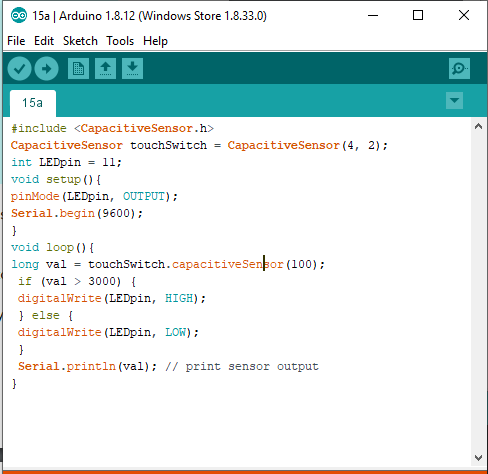 15a | Arduino 1.8.12 (Windows Store 1.8.33.0)
File Edit Sketch Tools Help
15a
#include <CapacitiveSensor.h>
CapacitiveSensor touchSwitch = CapacitiveSensor(4, 2);
int LEDpin = 11;
void setup(){
pinMode(LEDpin, OUTPUT);
Serial.begin(9600);
}
void loop(){
long val = touchSwitch.capacitiveSensor(100);
if (val > 3000) {
digitalWrite(LEDpin, HIGH);
} else {
digitalWrite(LEDpin, LOW);
}
Serial.println(val); // print sensor output
}